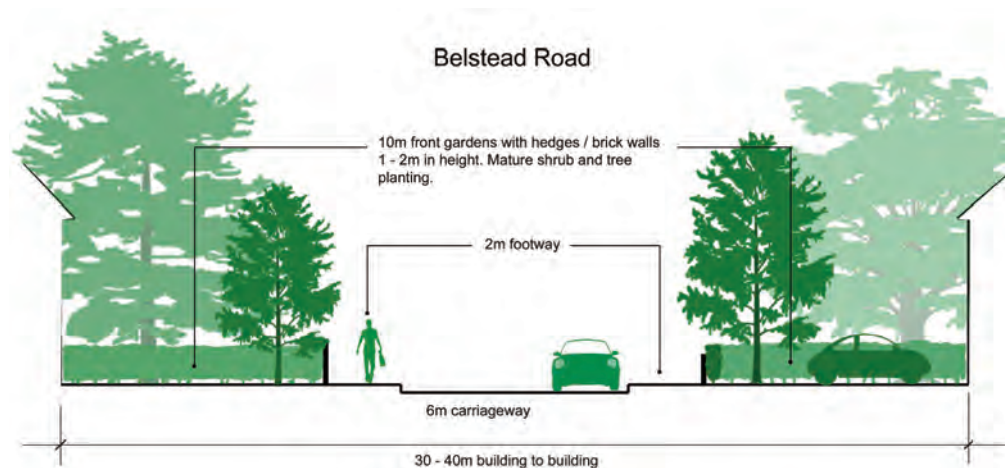 Belstead Road
10m front gardens with hedges / brick walls
1 - 2m in height. Mature shrub and tree
planting.
2m footway
6m carriageway
30 - 40m building to building